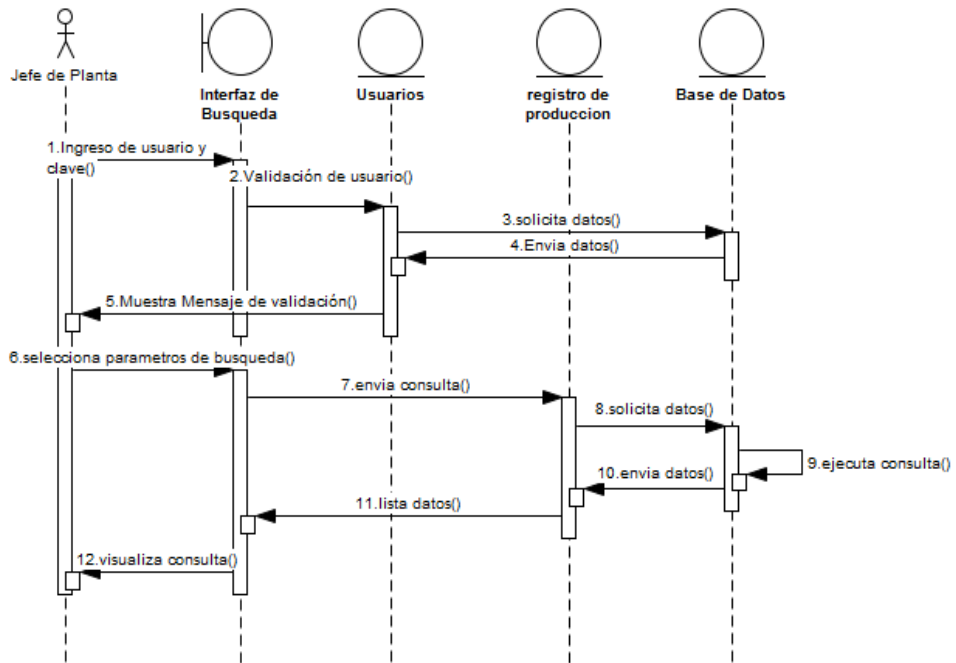 Jefe de Planta
Interfaz de
Busqueda
Usuarios
registro de
produccion
Base de Datos
1.Ingreso de usuario y
clave()
2.Validación de usuario()
3.solicita datos()
4.Envia datos()
5.Muestra Mensaje de validación()
6.selecciona parametros de busqueda()
7.envia consulta()
8.solicita datos()
9.ejecuta consulta()
10.envia datos()
11.lista datos()
12.visualiza consulta()